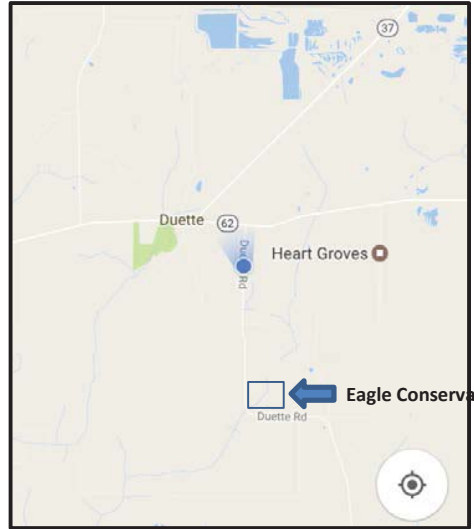 37
Duette
62
Duette Rd
Heart Groves
Eagle Conserva
Duette Rd